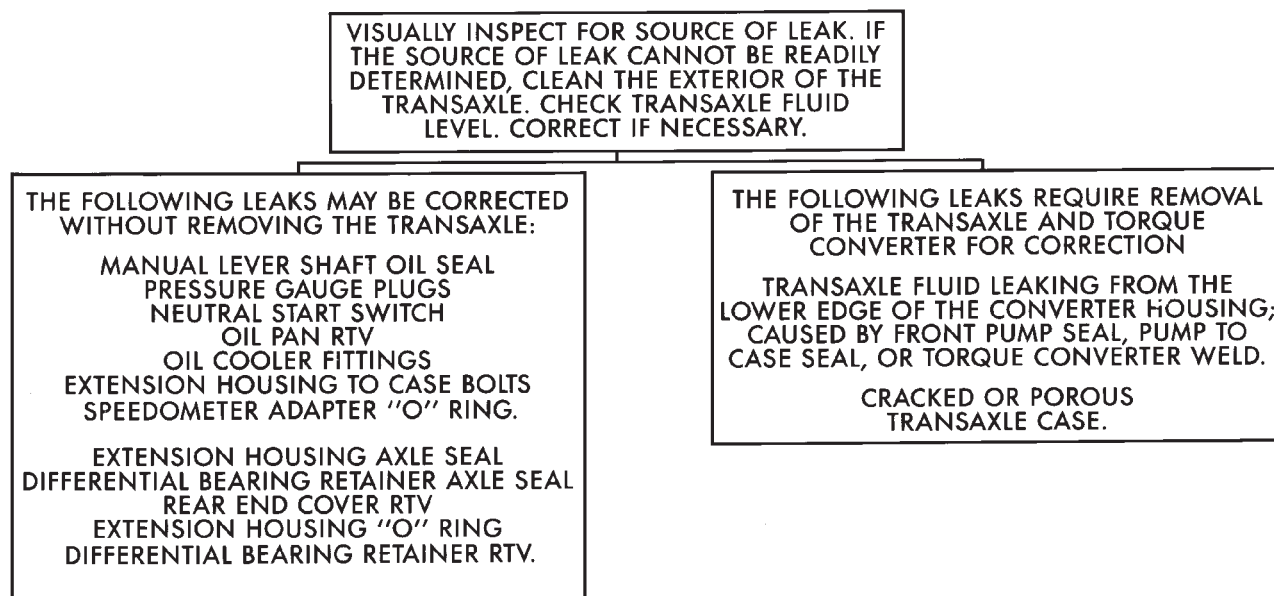 VISUALLY INSPECT FOR SOURCE OF LEAK. IF
THE SOURCE OF LEAK CANNOT BE READILY
DETERMINED, CLEAN THE EXTERIOR OF THE
TRANSAXLE. CHECK TRANSAXLE FLUID
LEVEL. CORRECT IF NECESSARY.
THE FOLLOWING LEAKS MAY BE CORRECTED
WITHOUT REMOVING THE TRANSAXLE:
MANUAL LEVER SHAFT OIL SEAL
PRESSURE GAUGE PLUGS
NEUTRAL START SWITCH
OIL PAN RTV
OIL COOLER FITTINGS
EXTENSION HOUSING TO CASE BOLTS
SPEEDOMETER ADAPTER "O" RING.
EXTENSION HOUSING AXLE SEAL
DIFFERENTIAL BEARING RETAINER AXLE SEAL
REAR END COVER RTV
EXTENSION HOUSING "O" RING
DIFFERENTIAL BEARING RETAINER RTV.
THE FOLLOWING LEAKS REQUIRE REMOVAL
OF THE TRANSAXLE AND TORQUE
CONVERTER FOR CORRECTION
TRANSAXLE FLUID LEAKING FROM THE
LOWER EDGE OF THE CONVERTER HOUSING;
CAUSED BY FRONT PUMP SEAL, PUMP TO
CASE SEAL, OR TORQUE CONVERTER WELD.
CRACKED OR POROUS
TRANSAXLE CASE.